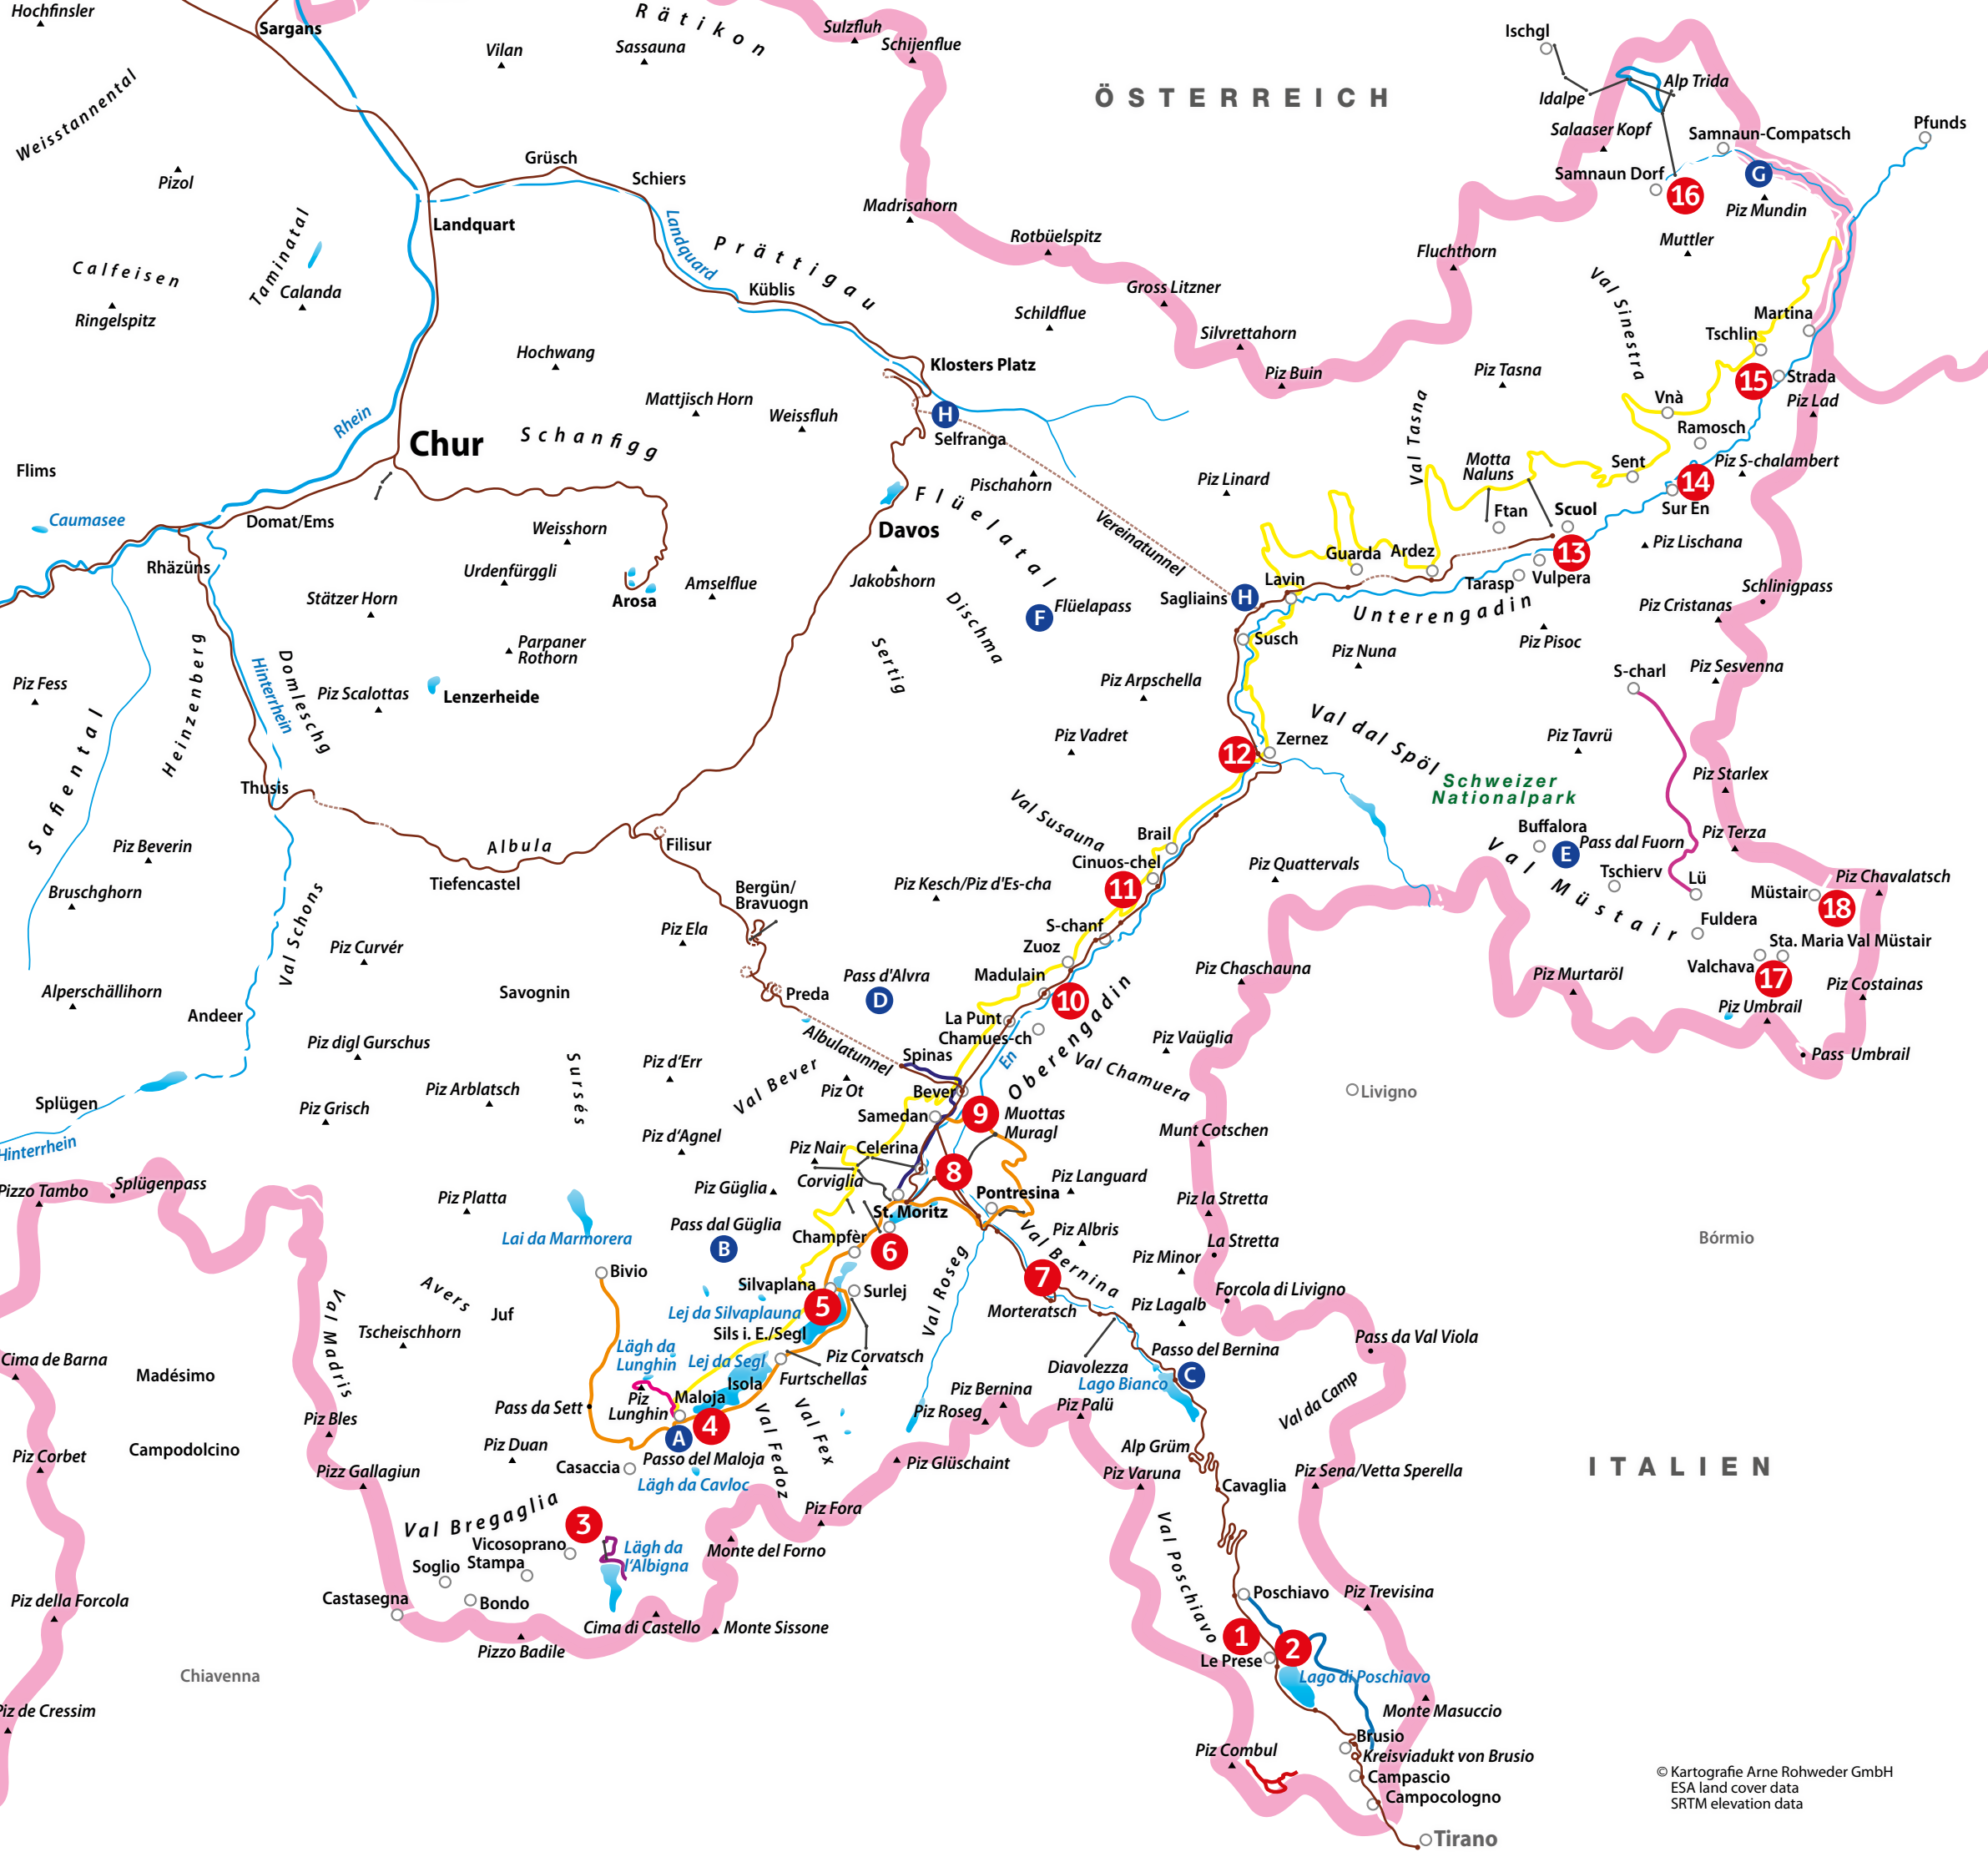 Hochfinsler
Sargans
Rätikon
Sulzfluh
Schijenflue
Vilan
Sassauna
Ischgl
ÖSTERREICH
Idalpe
Alp Trida
Salaaser Kopf
Samnaun-Compatsch
Pfunds
Weisstannental
Pizol
Grüsch
Schiers
Samnaun Dorf
16
G
Piz Mundin
Landquart
Landquard
Madrisahorn
Prättigau
Rotbüelspitz
Fluchthorn
Muttler
Taminatal
Calfeisen
Calanda
Ringelspitz
Küblis
Gross Litzner
Schildflue
Silvrettahorn
Val Sinestra
Martina
Tschlin
Hochwang
Klosters Platz
Piz Buin
Piz Tasna
15
Strada
Mattjisch Horn
Weissfluh
H
Selfranga
Vnà
Piz Lad
Rhein
Chur
Schanfigg
Val Tasna
Ramosch
Flims
Motta
Naluns
Sent
Piz S-chalambert
Pischahorn
Piz Linard
14
Caumasee
Domat/Ems
Weisshorn
Davos
Flüelatal
Vereinatunnel
Ftan
Scuol
Sur En
Rhäzüns
Urdenfürggli
Jakobshorn
Guarda
Ardez
13
Piz Lischana
Stätzer Horn
Arosa
Amselflue
Lavin
Tarasp
Vulpera
Sagliains
H
F
Flüelapass
Dischma
Unterengadin
Schlinigpass
Piz Cristanas
Parpaner
Rothorn
Sertig
Susch
Piz Nuna
Piz Pisoc
Heinzenberg
Domleschg
Hinterrhein
Piz Fess
Piz Scalottas
Lenzerheide
Piz Arpschella
S-charl
Piz Sesvenna
Safiental
Val dal Spöl
Piz Vadret
12
Zernez
Piz Tavrü
Thusis
Schweizer
Nationalpark
Piz Starlex
Piz Beverin
Albula
Filisur
Val Susauna
Brail
Buffalora
E
Pass dal Fuorn
Piz Terza
Bruschghorn
Tiefencastel
Bergün/
Bravuogn
Piz Kesch/Piz d'Es-cha
Cinuos-chel
11
Piz Quattervals
Val Müstair
Tschierv
Lü
Müstair
Piz Chavalatsch
18
Piz Ela
S-chanf
Fuldera
Val Schons
Piz Curvér
Zuoz
Sta. Maria Val Müstair
Valchava
17
Alperschällihorn
Savognin
Pass d'Alvra
D
Preda
Madulain
10
Piz Chaschauna
Piz Murtaröl
Piz Costainas
Piz Umbrail
Andeer
La Punt
Chamues-ch
Piz digl Gurschus
Albulatunnel
Spinas
En
Oberengadin
Piz Vaüglia
Pass Umbrail
Piz d'Err
Val Bever
Piz Ot
Val Chamuera
Livigno
Splügen
Piz Grisch
Piz Arblatsch
Sursés
Bever
Samedan
9
Muottas
Muragl
Hinterrhein
Piz d'Agnel
Piz Nair
Celerina
Munt Cotschen
Corviglia
8
Pizzo Tambo
Splügenpass
Piz Platta
Piz Güglia
Pontresina
Piz Languard
Piz la Stretta
Lai da Marmorera
Pass dal Güglia
B
St. Moritz
6
Champfèr
Piz Albris
La Stretta
Bórmio
Bivio
Val Roseg
Val Bernina
Piz Minor
Silvaplana
5
Surlej
7
Forcola di Livigno
Avers
Juf
Lej da Silvaplauna
Sils i. E./Segl
Morteratsch
Piz Lagalb
Val Madris
Tscheischhorn
Pass da Val Viola
Cima de Barna
Lägh da
Lunghin
Lej da Segl
Piz Corvatsch
Passo del Bernina
C
Diavolezza
Madésimo
Isola
Furtschellas
Lago Bianco
Val da Camp
Pass da Sett
Piz
Lunghin
Maloja
4
Piz Bernina
Piz Roseg
Piz Palü
Piz Bles
Val Fedoz
Val Fex
A
Passo del Maloja
Piz Corbet
Campodolcino
Piz Duan
Casaccia
Alp Grüm
Piz Glüschaint
Pizz Gallagiun
Lägh da Cavloc
Piz Varuna
Cavaglia
Piz Sena/Vetta Sperella
ITALIEN
Val Bregaglia
3
Piz Fora
Vicosoprano
Lägh da
l'Albigna
Monte del Forno
Val Poschiavo
Soglio
Stampa
Castasegna
Bondo
Poschiavo
Piz Trevisina
Piz della Forcola
Cima di Castello
Monte Sissone
Pizzo Badile
1
2
Le Prese
Lago di Poschiavo
Chiavenna
Piz de Cressim
Monte Masuccio
Brusio
Piz Combul
Kreisviadukt von Brusio
Campascio
Campocologno
Tirano
© Kartografie Arne Rohweder GmbH
ESA land cover data
SRTM elevation data